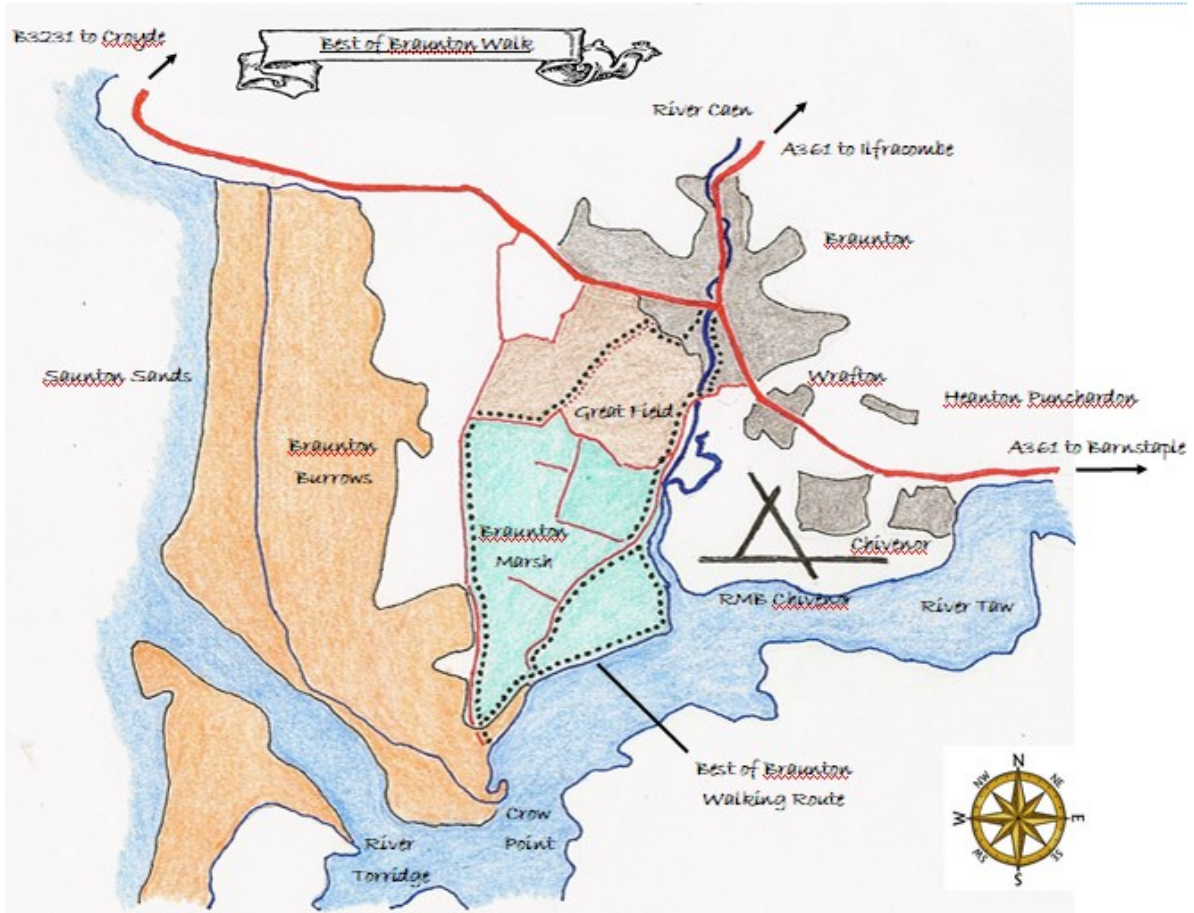 B3231 to Croyde
Best of Braunton Walk
River Caen
A361 to Ilfracombe
Braunton
Saunton Sands
Wrafton
Heanton Punchardon
Great Field
A361 to Barnstaple
Braunton
Burrows
Braunton
Marsh
Chivenor
RMB Chivenor
River Taw
Best of Braunton
Walking Route
Crow
Point
River
Torridge
N
NE
E
SE
S
SW
W
NW